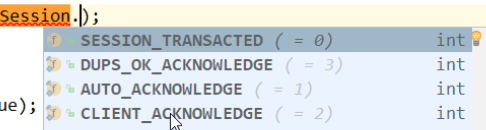 Session.);
SESSION_TRANSACTED ( = 0) int
DUPS_OK_ACKNOWLEDGE ( = 3) int
AUTO_ACKNOWLEDGE ( = 1) int
ue); CLIENT_ACKNOWLEDGE ( = 2) int